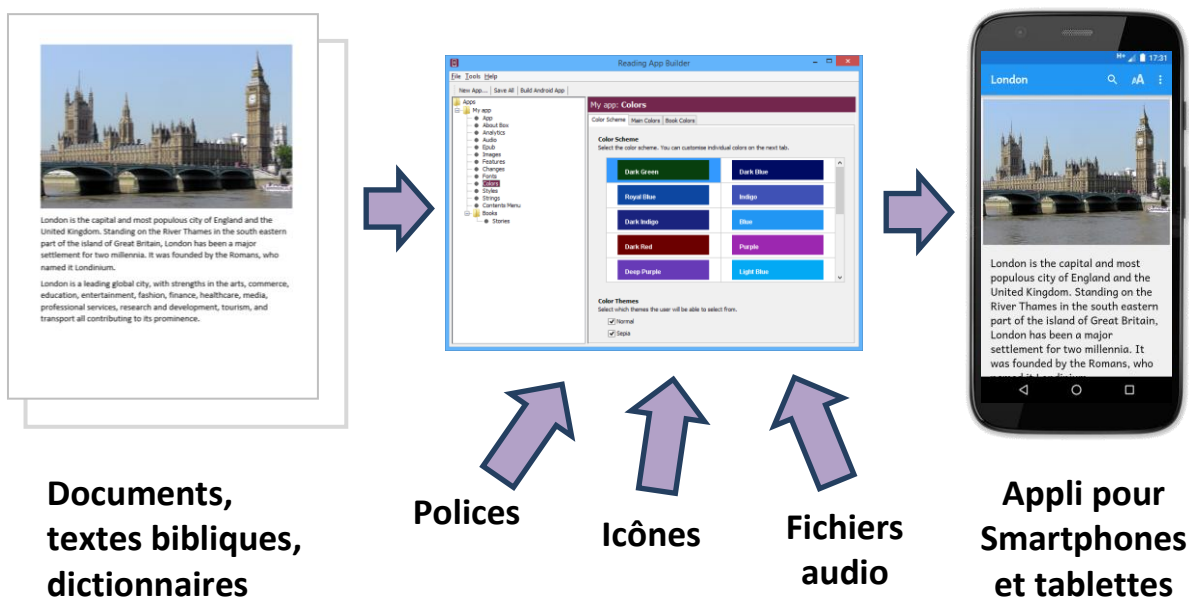 London is the capital and most populous city of England and the
United Kingdom. Standing on the River Thames in the south eastern
part of the island of Great Britain, London has been a major
settlement for two millennia. It was founded by the Romans, who
named it Londinium.
London is a leading global city, with strengths in the arts, commerce,
education, entertainment, fashion, finance, healthcare, media,
professional services, research and development, tourism, and
transport all contributing to its prominence.
Documents,
textes bibliques,
dictionnaires
Reading App Builder
File Tools Help
New App... Save All Build Android App
Apps
My app
App
About Box
Analytics
Audio
Epub
Images
Features
Changes
Fonts
Colors
Styles
Strings
Contents Menu
Books
Stories
My app: Colors
Color Scheme Main Colors Book Colors
Color Scheme
Select the color scheme. You can customise individual colors on the next tab.
Dark Green Dark Blue
Royal Blue Indigo
Dark Indigo Blue
Dark Red Purple
Deep Purple Light Blue
Color Themes
Select which themes the user will be able to select from.
Normal
Sepia
Polices
Icônes
Fichiers
audio
H+ 17:31
London AA
London is the capital and most
populous city of England and the
United Kingdom. Standing on the
River Thames in the south eastern
part of the island of Great Britain,
London has been a major
settlement for two millennia. It
was founded by the Romans, who
named it Londinium.
Appli pour
Smartphones
et tablettes